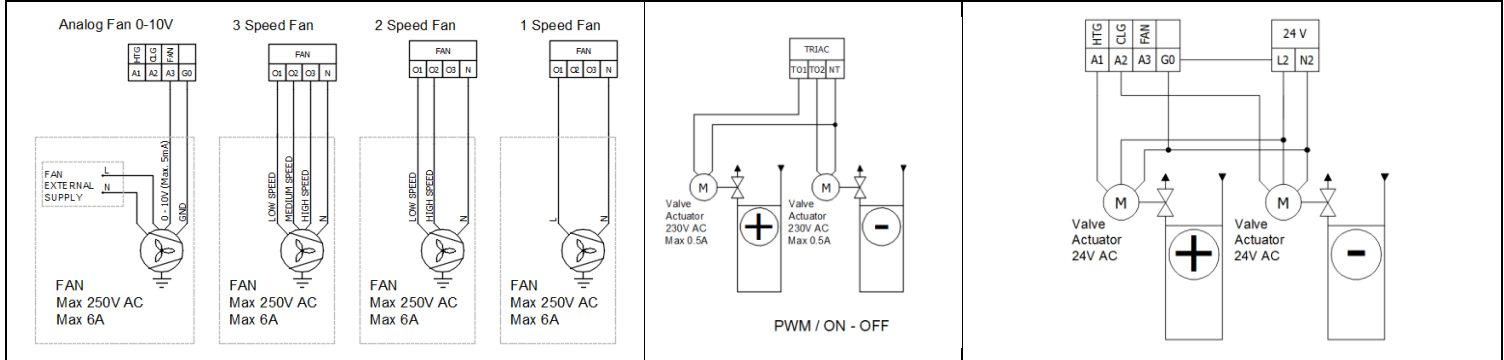 Analog Fan 0-10V
HTG CLG FAN
A1 A2 A3 G0
0 - 10V (Max. 5mA)
GND
FAN
EXTERNAL
SUPPLY
L
N
FAN
Max 250V AC
Max 6A
3 Speed Fan
FAN
O1 O2 O3 N
LOW SPEED
MEDIUM SPEED
HIGH SPEED
N
FAN
Max 250V AC
Max 6A
2 Speed Fan
FAN
O1 O2 O3 N
LOW SPEED
HIGH SPEED
N
FAN
Max 250V AC
Max 6A
1 Speed Fan
FAN
O1 O2 O3 N
L
N
FAN
Max 250V AC
Max 6A
TRIAC
TO1 TO2 NT
M
Valve
Actuator
230V AC
Max 0.5A
+
M
Valve
Actuator
230V AC
Max 0.5A
-
PWM / ON - OFF
HTG CLG FAN
A1 A2 A3 G0
24 V
L2 N2
M
Valve
Actuator
24V AC
+
M
Valve
Actuator
24V AC
-